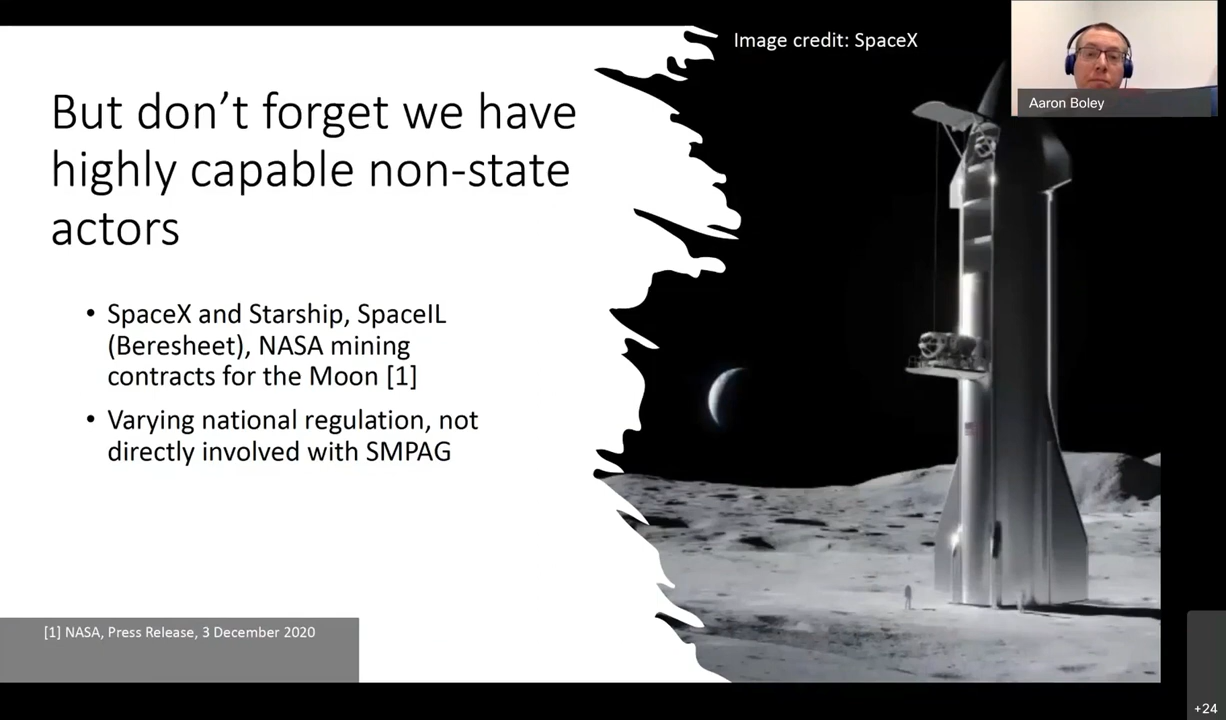 Image credit: SpaceX
Aaron Boley
But don’t forget we have
highly capable non-state
actors
• SpaceX and Starship, SpaceIL
(Beresheet), NASA mining
contracts for the Moon [1]
• Varying national regulation, not
directly involved with SMPAG
[1] NASA, Press Release, 3 December 2020
+24